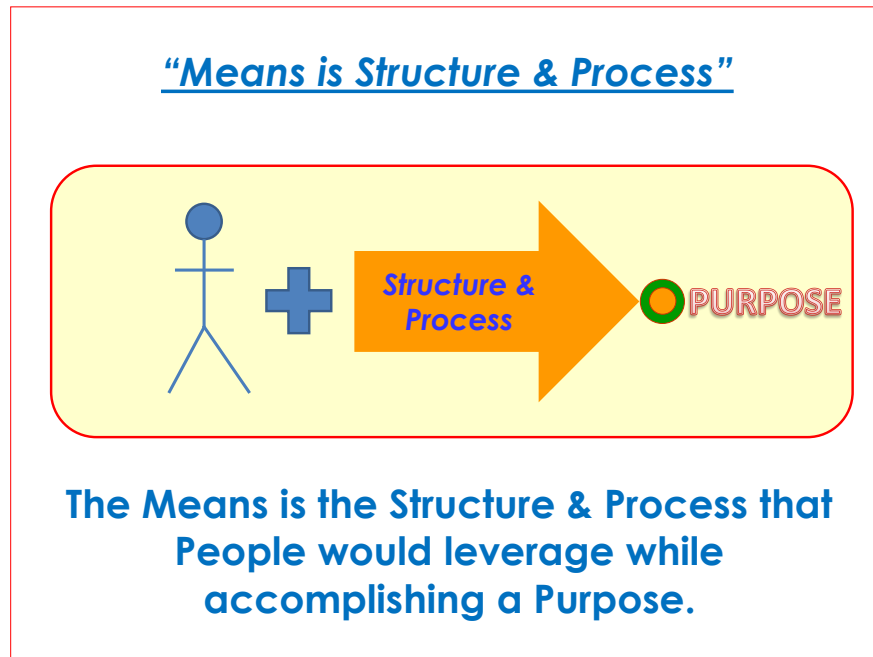 “Means is Structure & Process”
Structure &
Process
PURPOSE
The Means is the Structure & Process that
People would leverage while
accomplishing a Purpose.